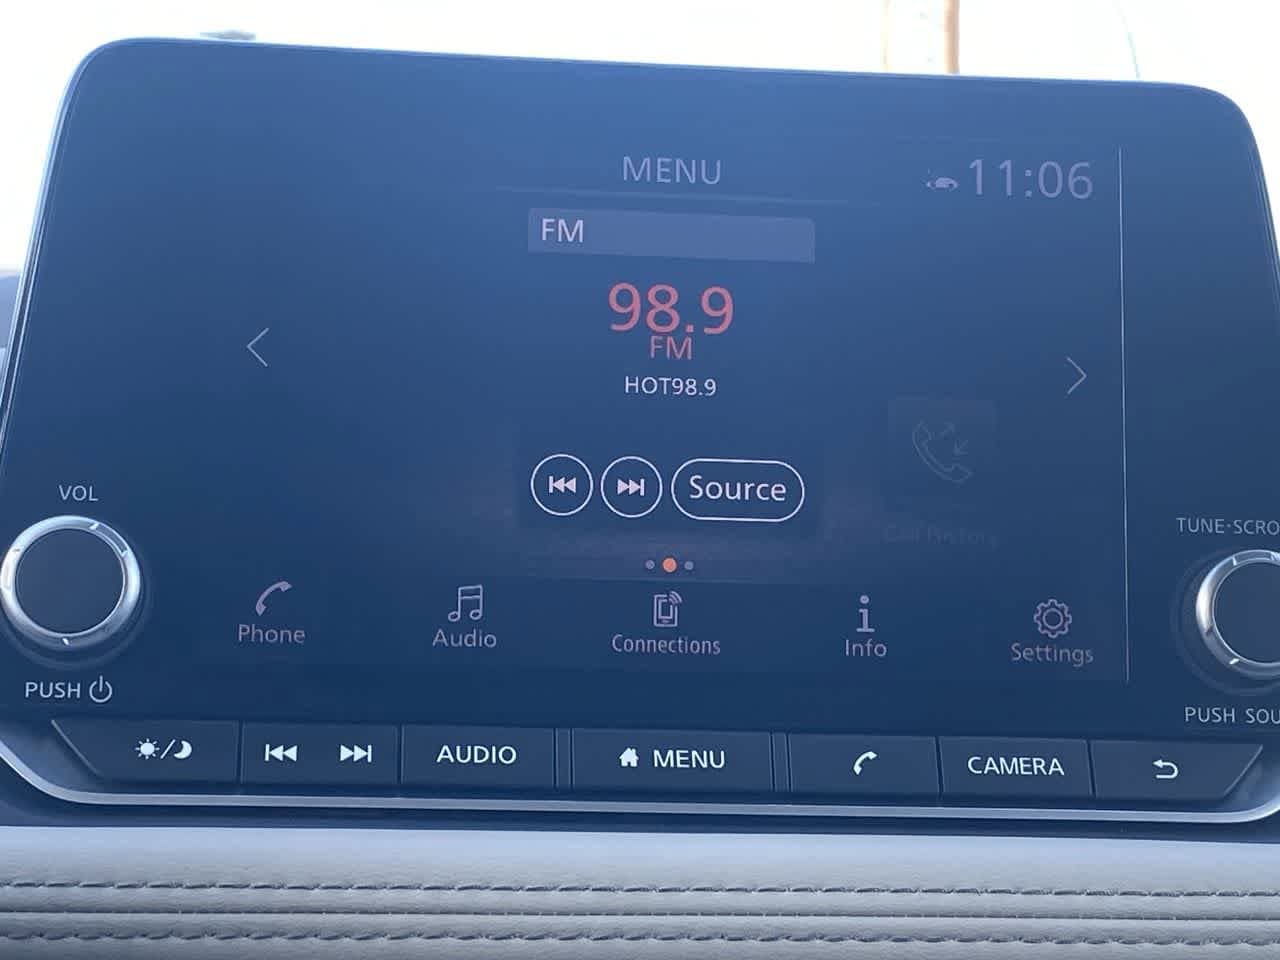 MENU
11:06
FM
98.9
FM
HOT98.9
Source
Call History
VOL
TUNE·SCRO
Phone
Audio
Connections
Info
Settings
PUSH
PUSH SOU
AUDIO
MENU
CAMERA